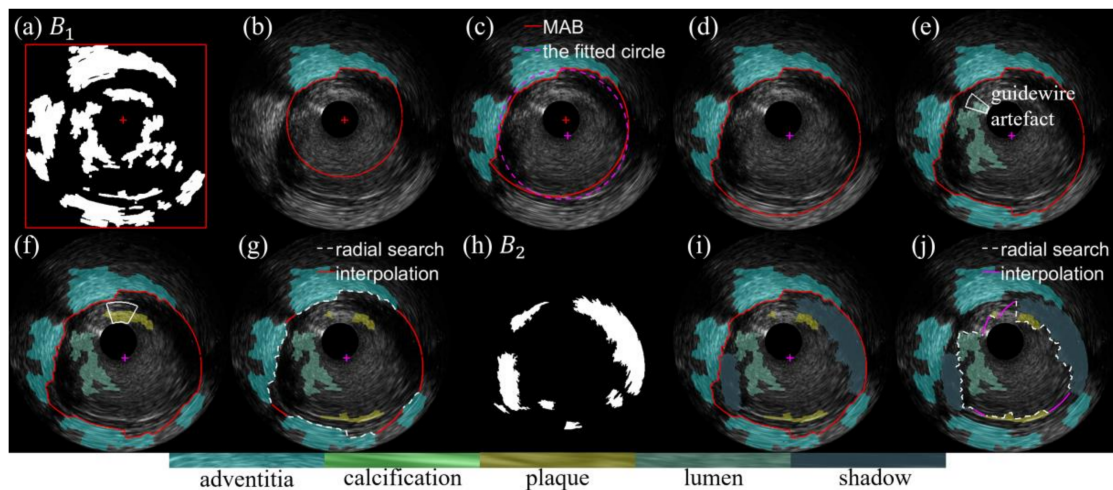 (a) B₁
(b)
(c)
MAB
the fitted circle
(d)
(e)
guidewire
artefact
(f)
(g)
radial search
interpolation
(h) B₂
(i)
(j)
radial search
interpolation
adventitia
calcification
plaque
lumen
shadow